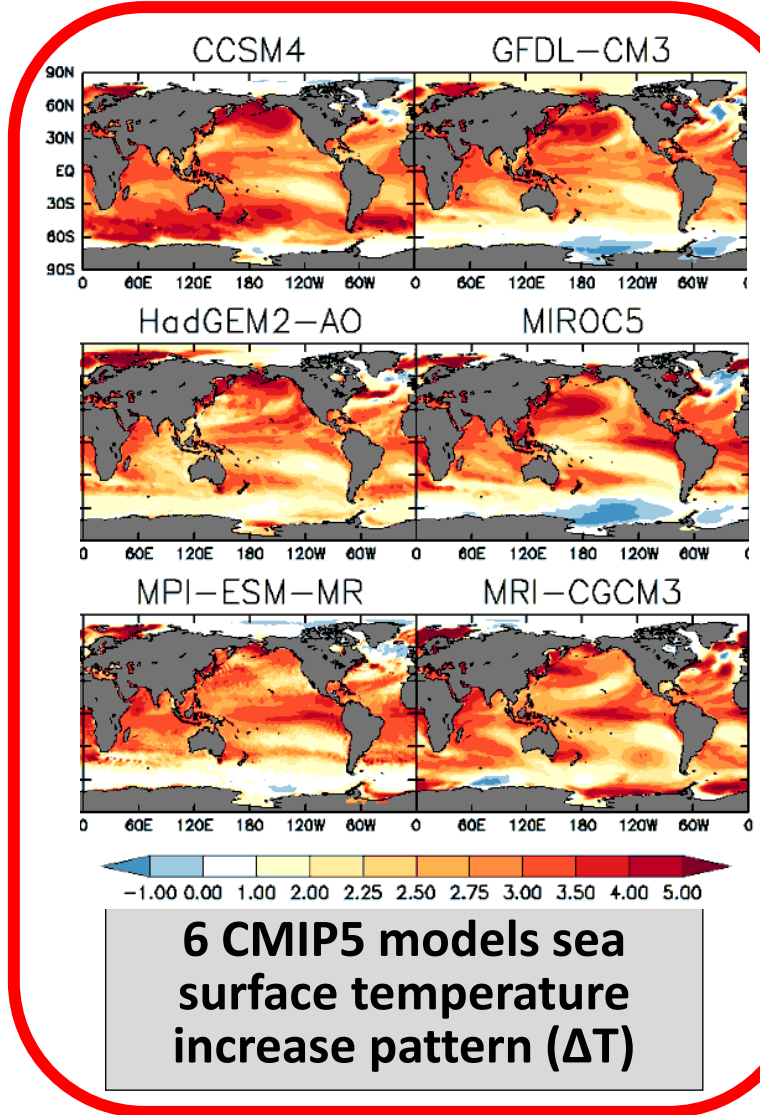 CCSM4 GFDL–CM3
90N
60N
30N
EQ
30S
60S
90S
0 60E 120E 180 120W 60W 0 60E 120E 180 120W 60W 0
HadGEM2–AO MIROC5
0 60E 120E 180 120W 60W 0 60E 120E 180 120W 60W 0
MPI–ESM–MR MRI–CGCM3
0 60E 120E 180 120W 60W 0 60E 120E 180 120W 60W 0
−1.00 0.00 1.00 2.00 2.25 2.50 2.75 3.00 3.50 4.00 5.00
6 CMIP5 models sea
surface temperature
increase pattern (ΔT)